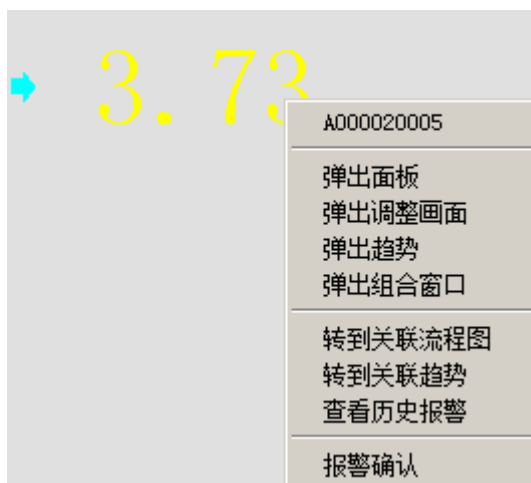 3.73
A000020005
弹出面板
弹出调整画面
弹出趋势
弹出组合窗口
转到关联流程图
转到关联趋势
查看历史报警
报警确认